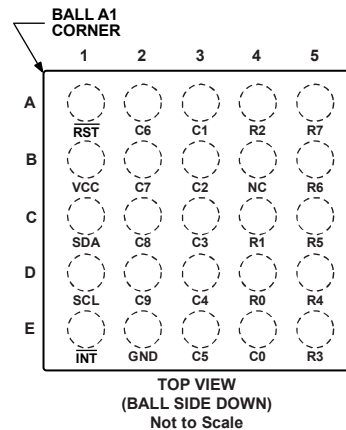 BALL A1
CORNER
1 2 3 4 5
A
RST C6 C1 R2 R7
B
VCC C7 C2 NC R6
C
SDA C8 C3 R1 R5
D
SCL C9 C4 R0 R4
E
INT GND C5 C0 R3
TOP VIEW
(BALL SIDE DOWN)
Not to Scale